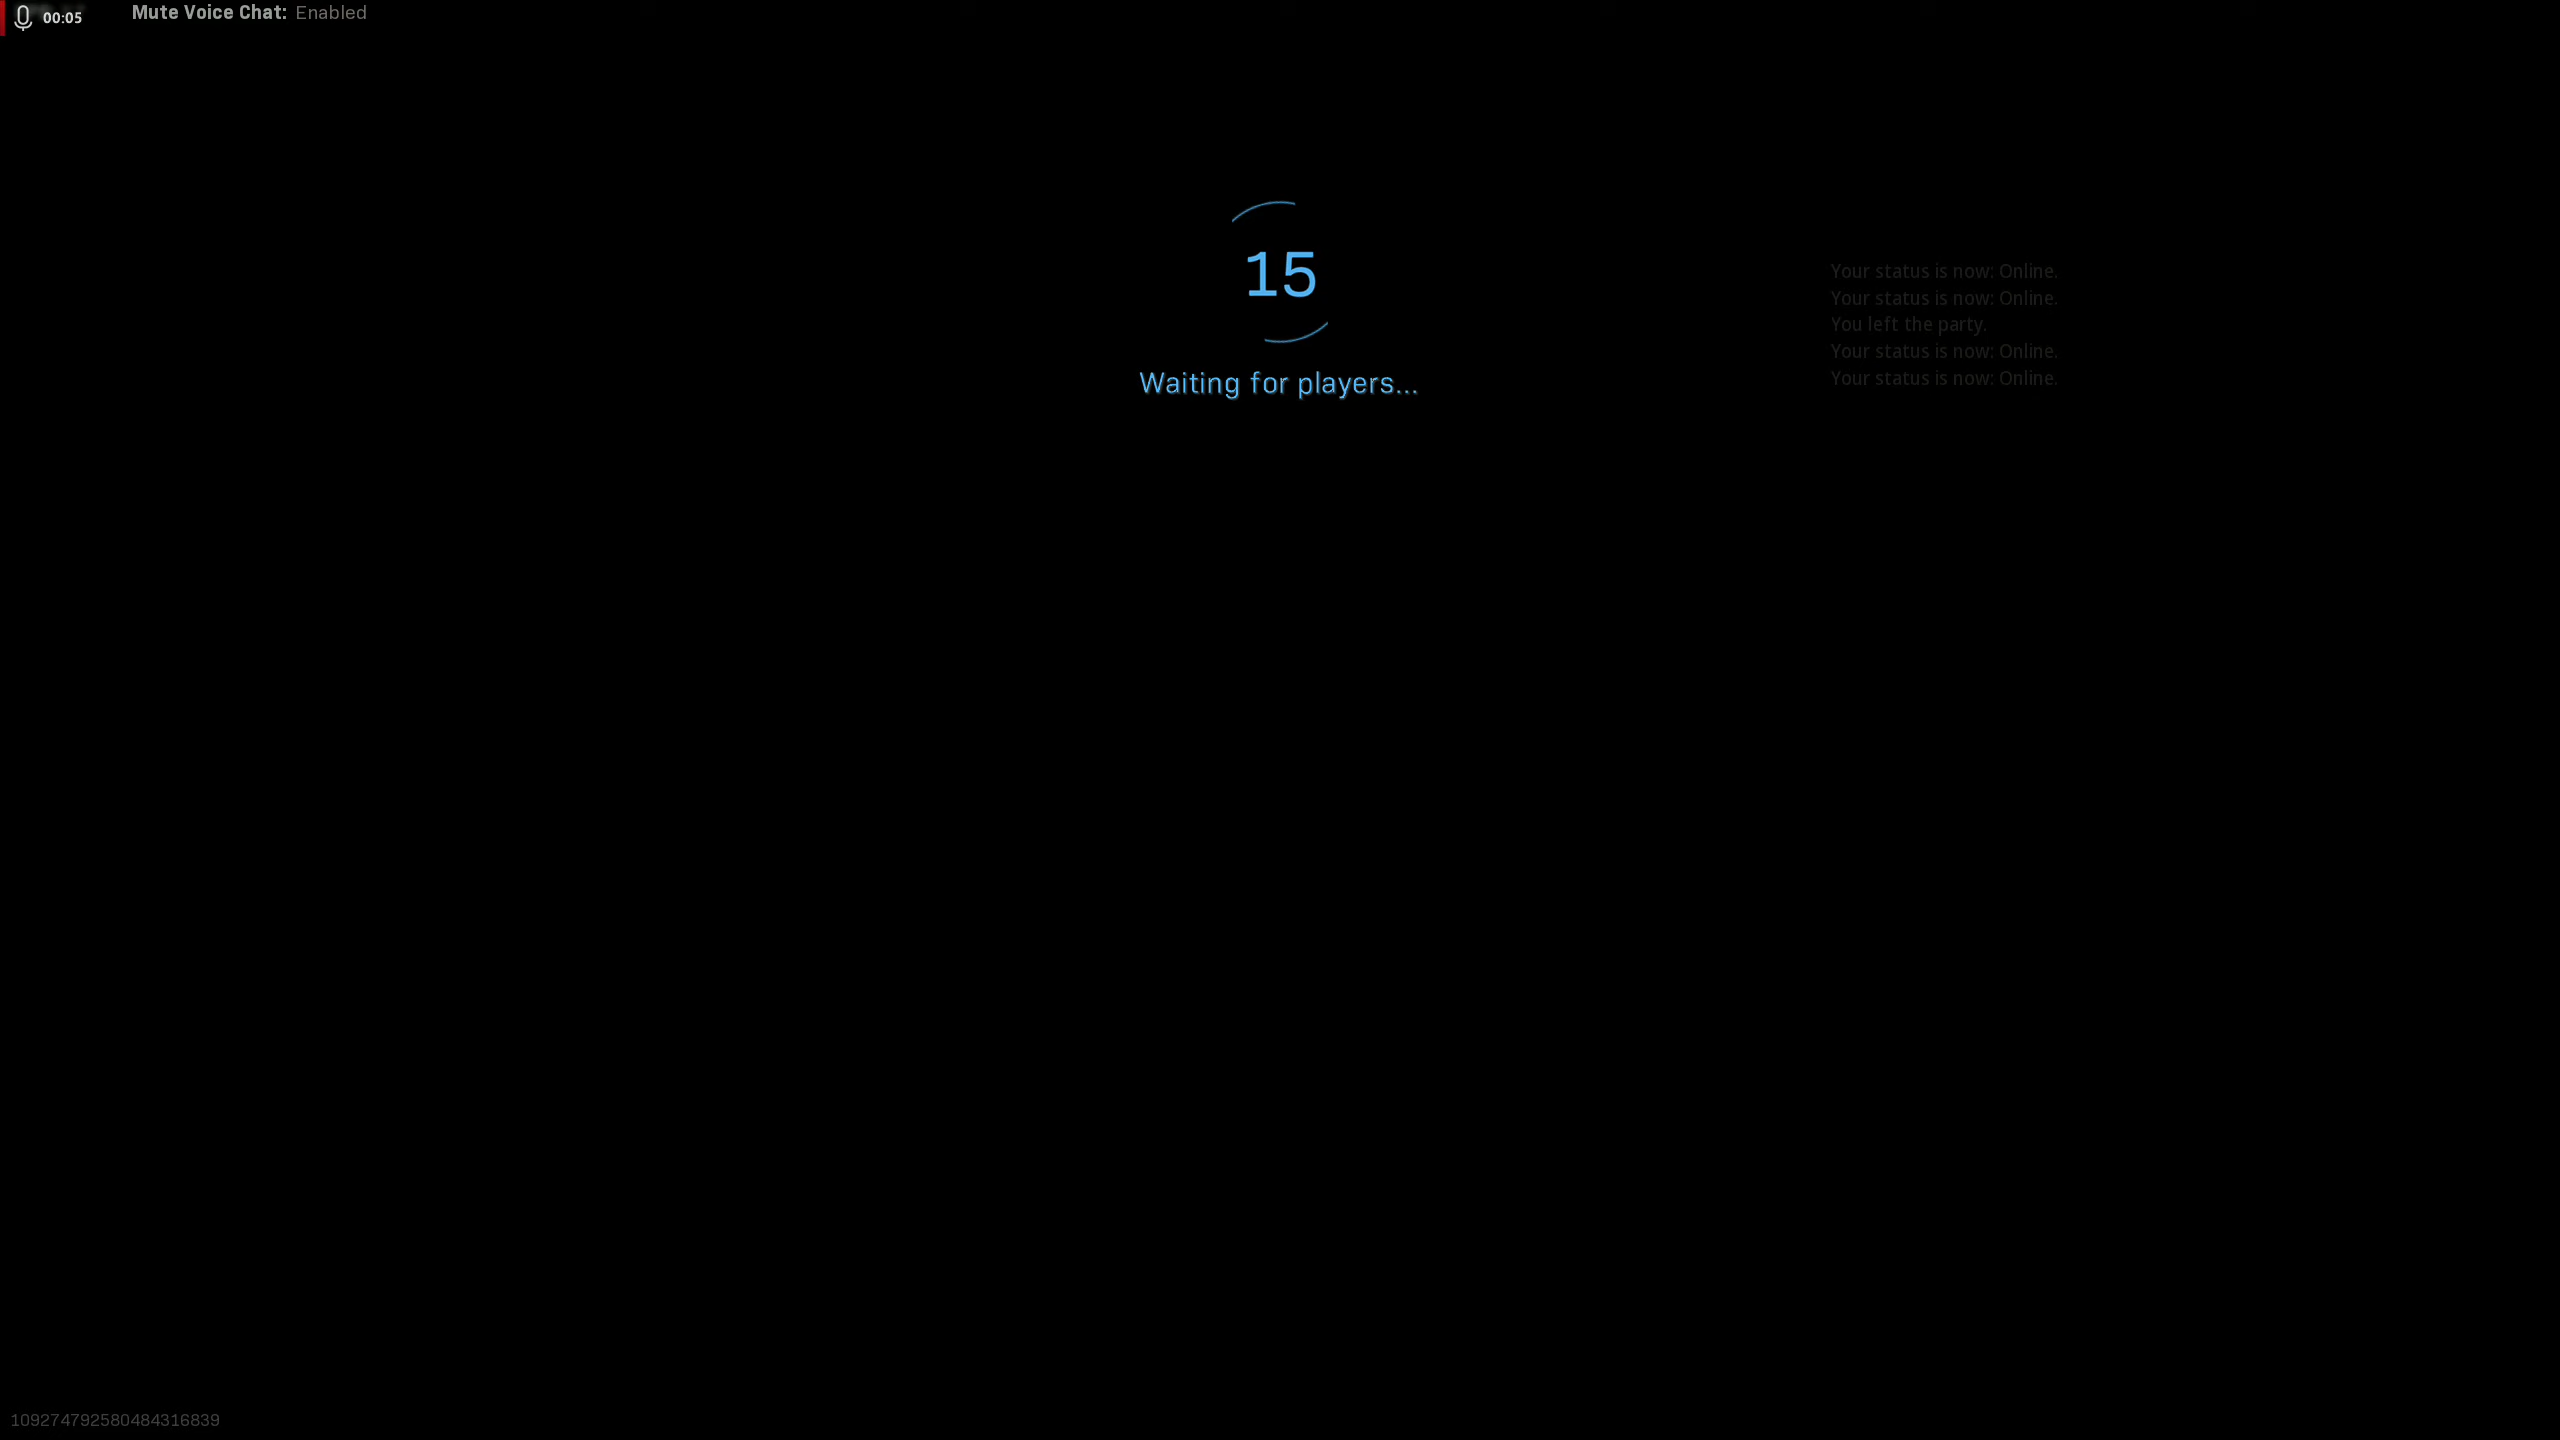 00:05 Mute Voice Chat: Enabled
15
Waiting for players...
Your status is now: Online.
Your status is now: Online.
You left the party.
Your status is now: Online.
Your status is now: Online.
109274792580484316839